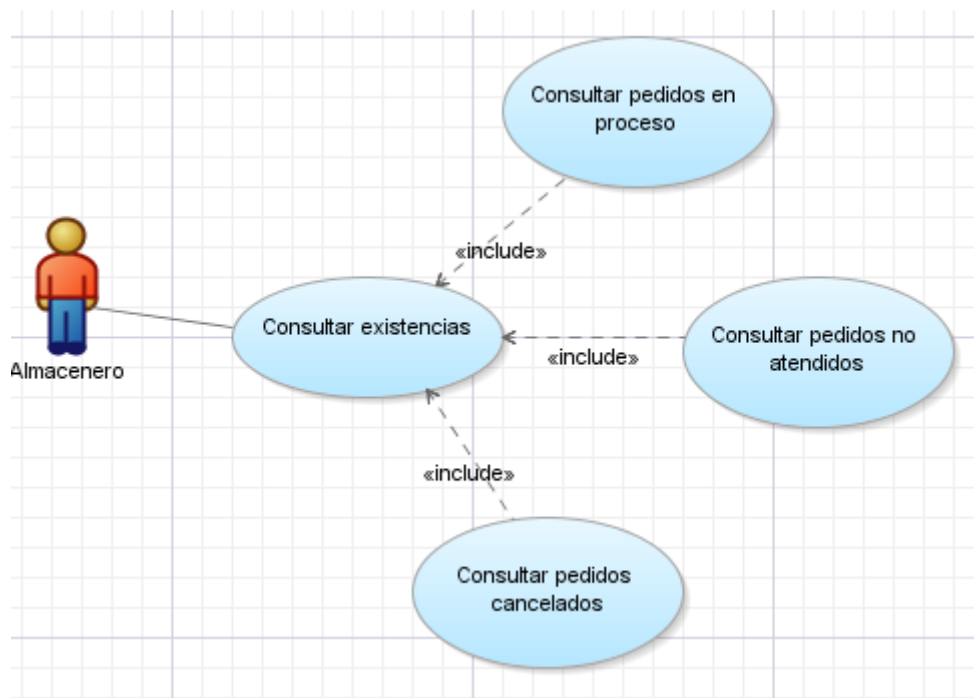 Consultar pedidos en
proceso
«include»
Consultar existencias
Consultar pedidos no
atendidos
«include»
Almacenero
«include»
Consultar pedidos
cancelados